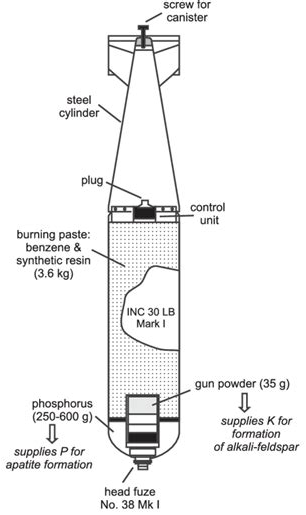 screw for
canister
steel
cylinder
plug
control
unit
burning paste:
benzene &
synthetic resin
(3.6 kg)
INC 30 LB
Mark I
gun powder (35 g)
phosphorus
(250-600 g)
supplies K for
formation
of alkali-feldspar
supplies P for
apatite formation
head fuze
No. 38 Mk I